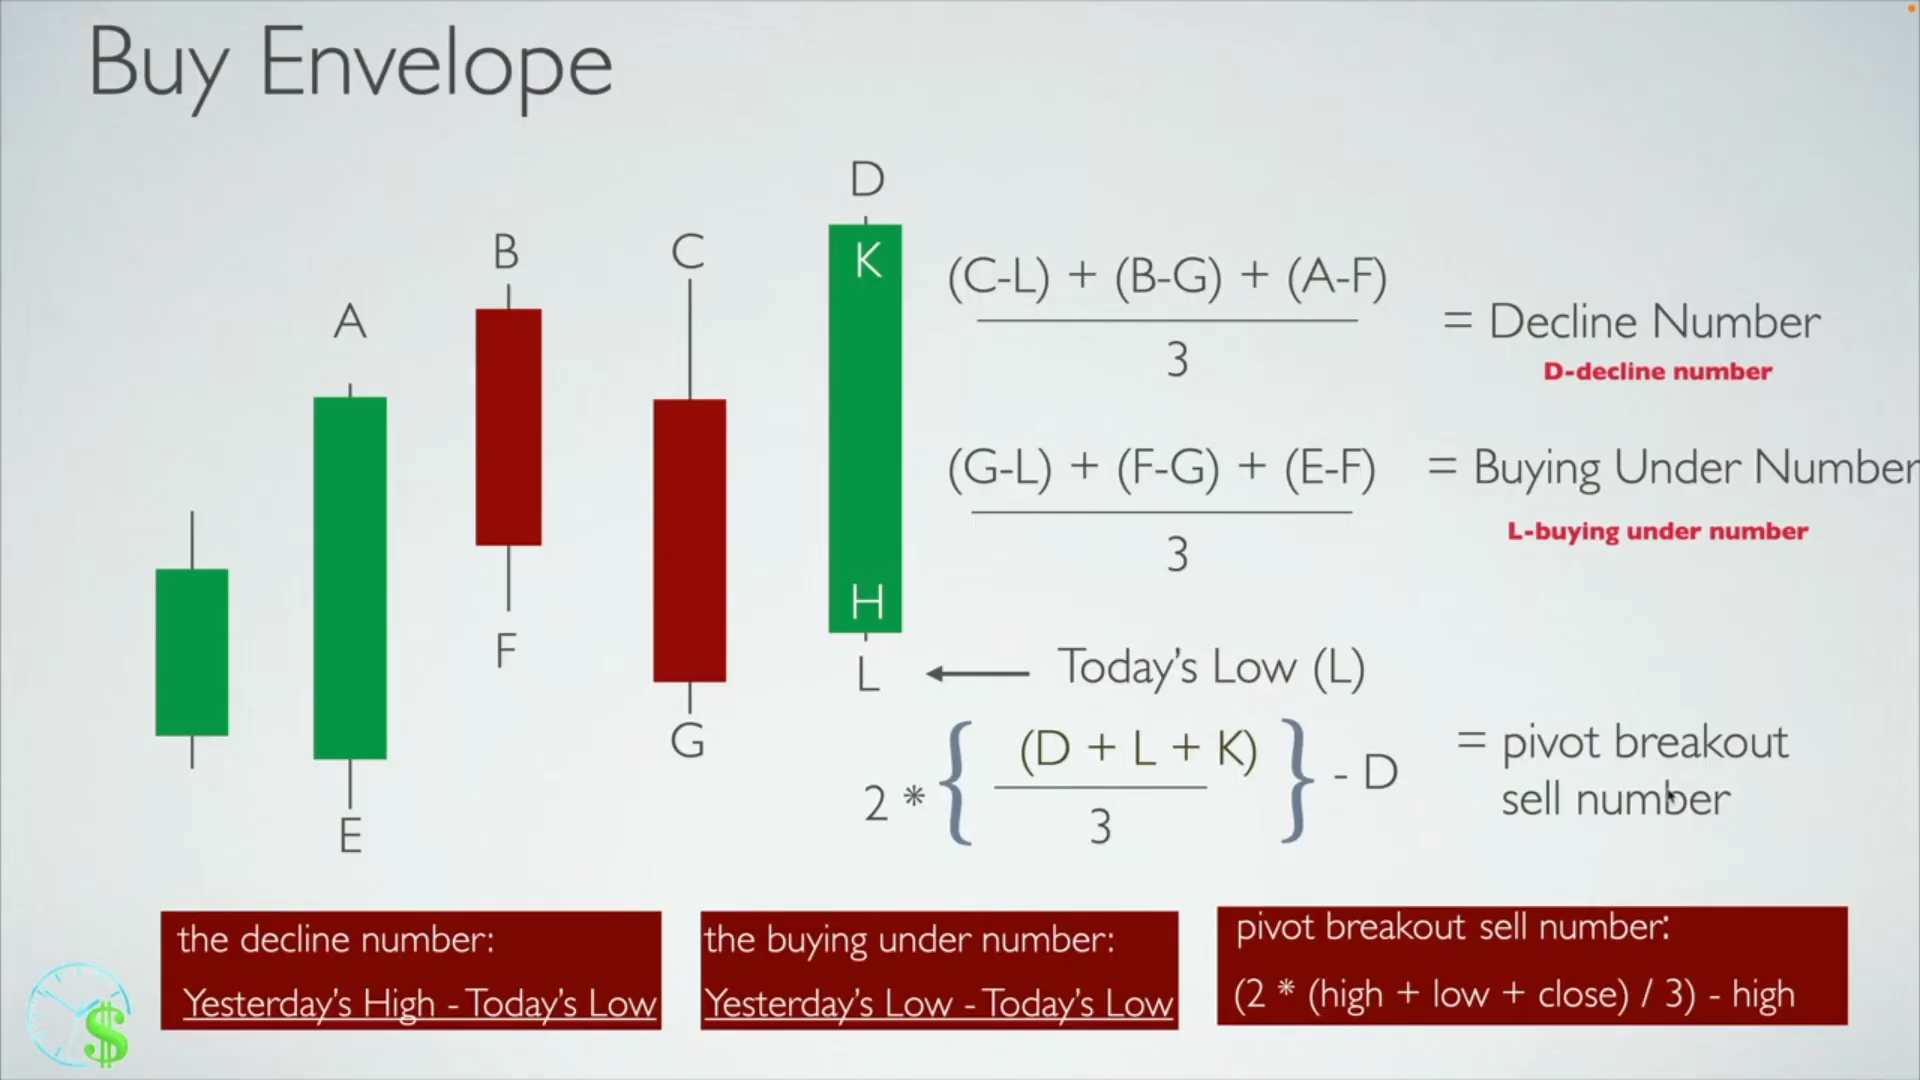 Buy Envelope
D
B
C
A
K
(C-L) + (B-G) + (A-F)
3
= Decline Number
D-decline number
(G-L) + (F-G) + (E-F)
3
= Buying Under Number
L-buying under number
H
F
L
Today's Low (L)
G
E
2 * { (D + L + K) } - D
3
= pivot breakout
sell number
the decline number:
Yesterday's High - Today's Low
the buying under number:
Yesterday's Low - Today's Low
pivot breakout sell number:
(2 * (high + low + close) / 3) - high
$